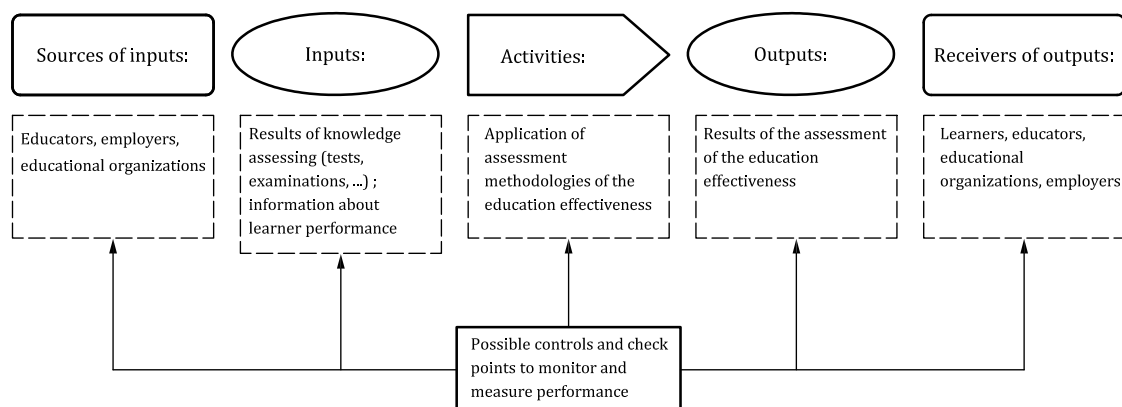 Sources of inputs:
Inputs:
Activities:
Outputs:
Receivers of outputs:
Educators, employers,
educational organizations
Results of knowledge
assessing (tests,
examinations, ...) ;
information about
learner performance
Application of
assessment
methodologies of the
education effectiveness
Results of the assessment
of the education
effectiveness
Learners, educators,
educational
organizations, employers
Possible controls and check
points to monitor and
measure performance